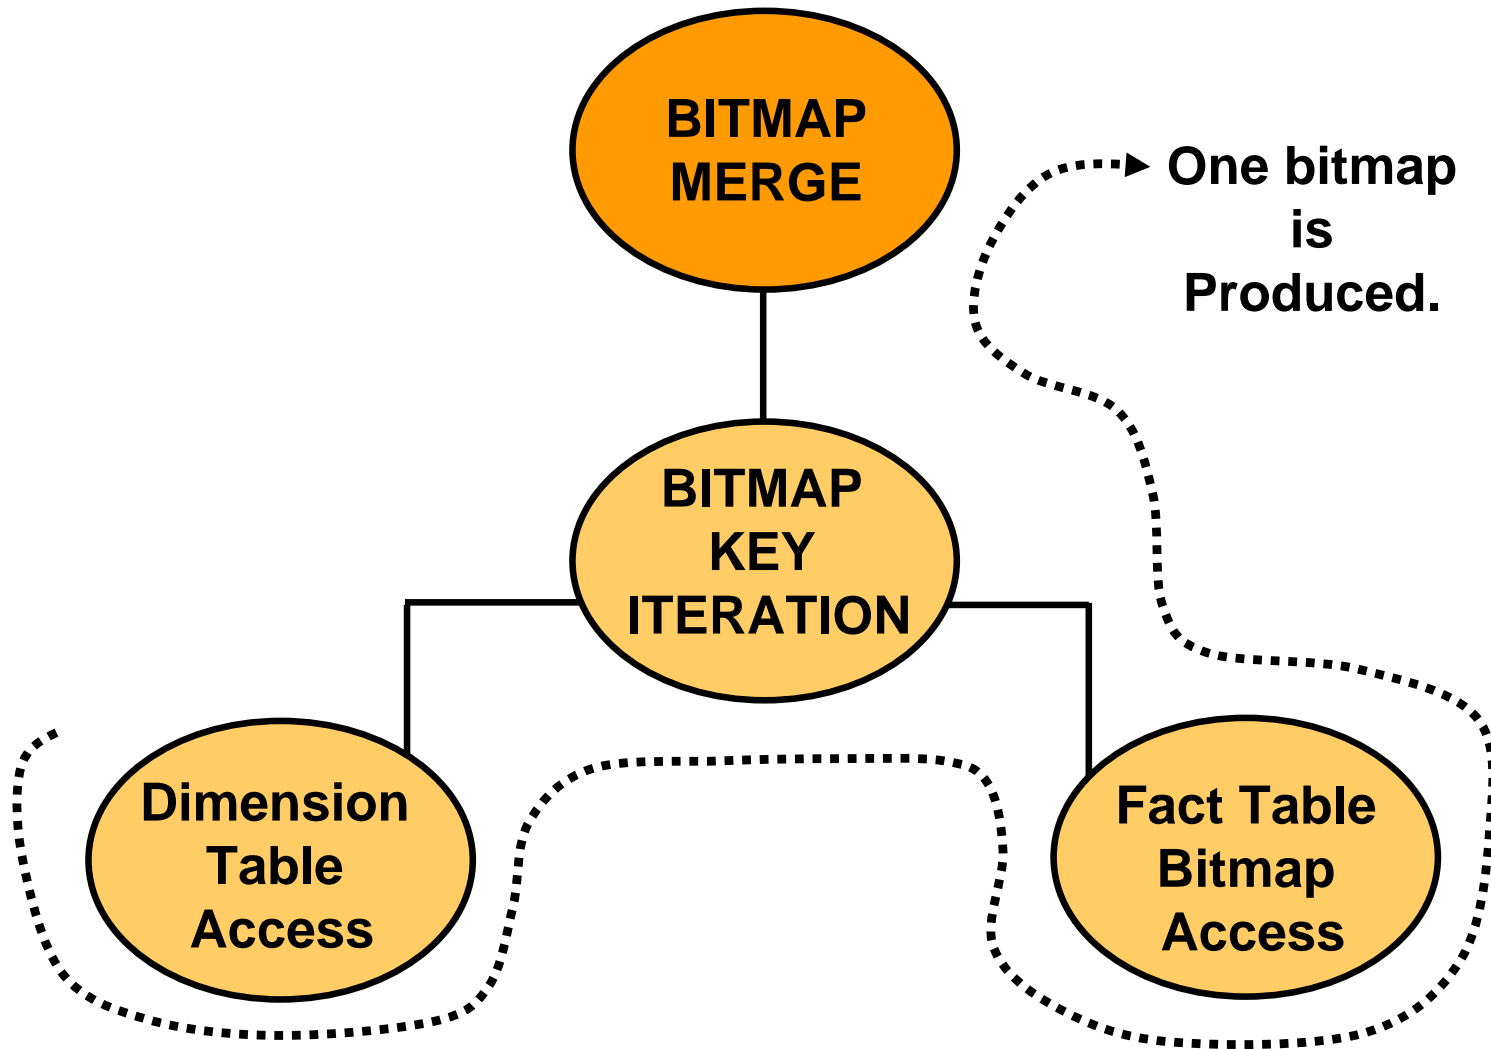 BITMAP
MERGE
One bitmap
is
Produced.
BITMAP
KEY
ITERATION
Dimension
Table
Access
Fact Table
Bitmap
Access